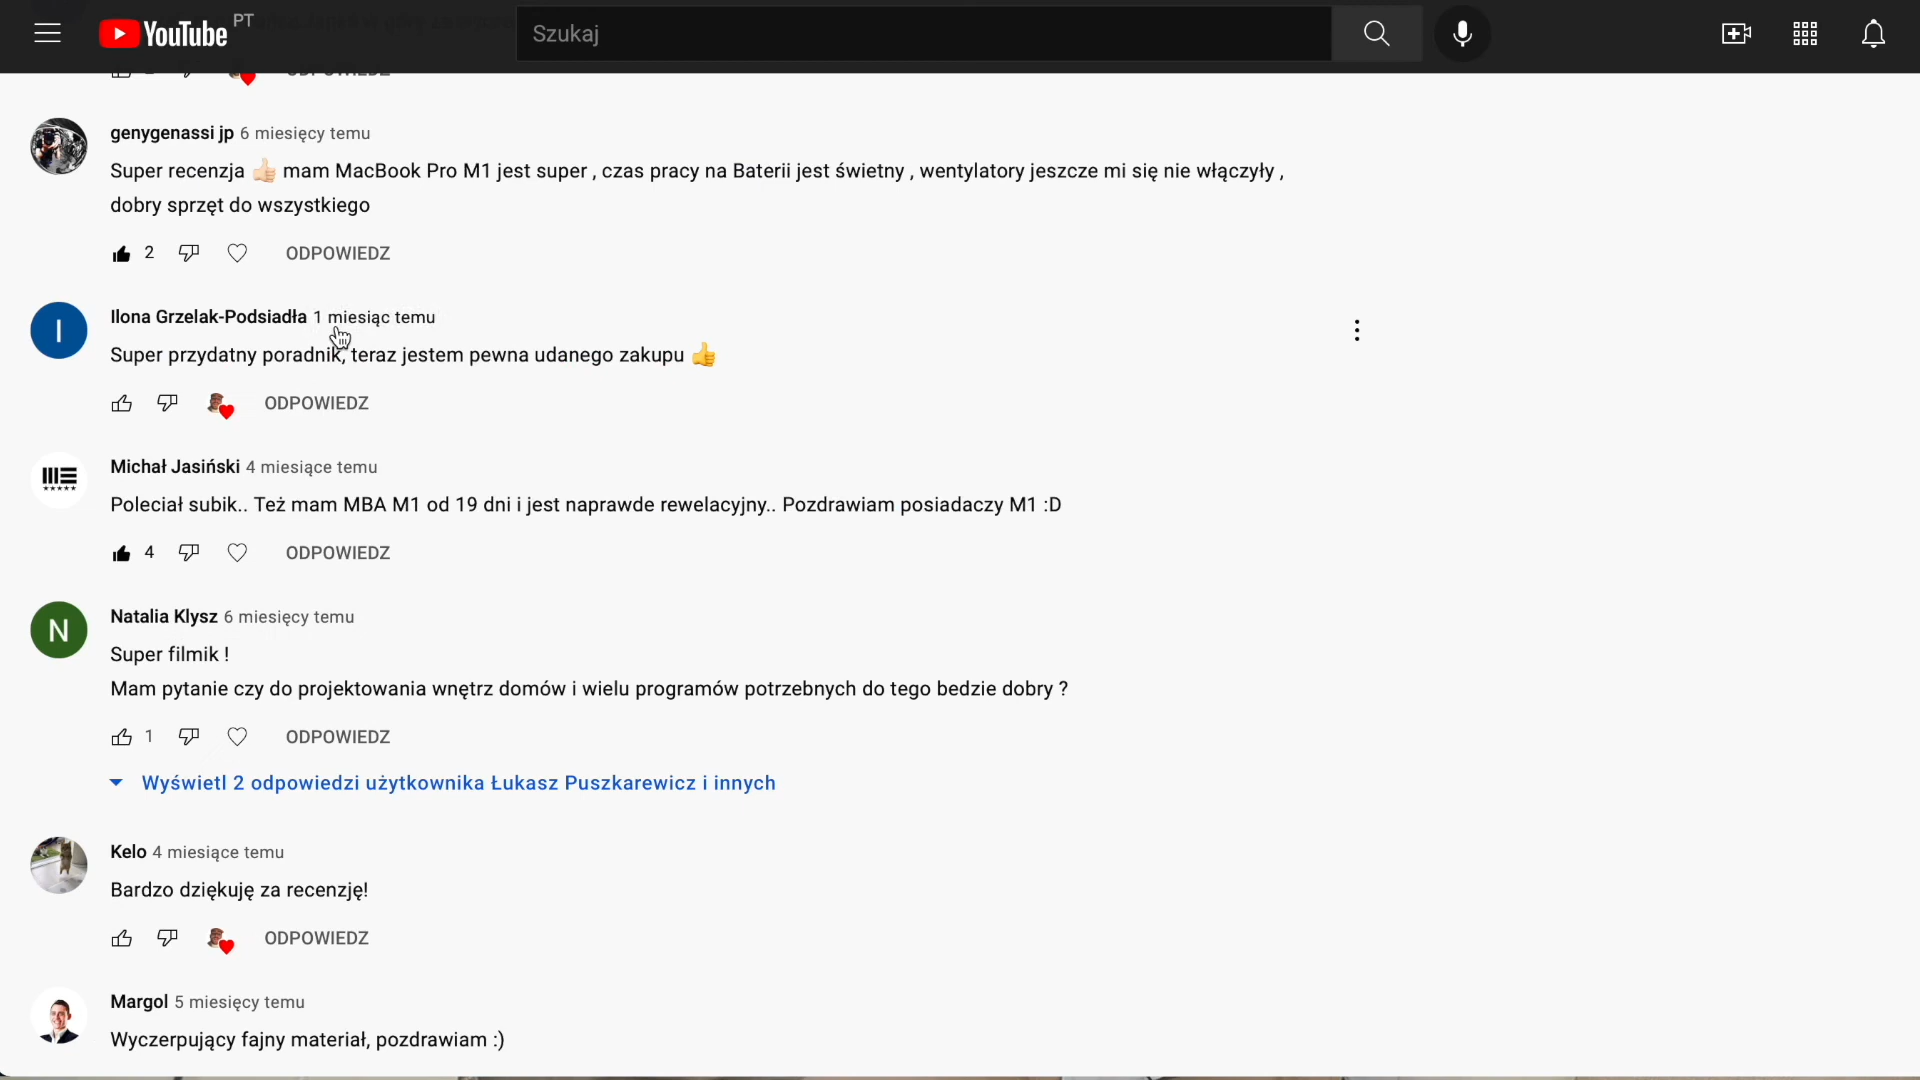 YouTube PT
Szukaj
genygenassi jp 6 miesięcy temu
Super recenzja 👍🏻 mam MacBook Pro M1 jest super , czas pracy na Baterii jest świetny , wentylatory jeszcze mi się nie włączyły ,
dobry sprzęt do wszystkiego
2 ODPOWIEDZ
I
Ilona Grzelak-Podsiadła 1 miesiąc temu
Super przydatny poradnik, teraz jestem pewna udanego zakupu 👍
ODPOWIEDZ
Michał Jasiński 4 miesiące temu
Poleciał subik.. Też mam MBA M1 od 19 dni i jest naprawde rewelacyjny.. Pozdrawiam posiadaczy M1 :D
4 ODPOWIEDZ
N
Natalia Klysz 6 miesięcy temu
Super filmik !
Mam pytanie czy do projektowania wnętrz domów i wielu programów potrzebnych do tego bedzie dobry ?
1 ODPOWIEDZ
Wyświetl 2 odpowiedzi użytkownika Łukasz Puszkarewicz i innych
Kelo 4 miesiące temu
Bardzo dziękuję za recenzję!
ODPOWIEDZ
Margol 5 miesięcy temu
Wyczerpujący fajny materiał, pozdrawiam :)